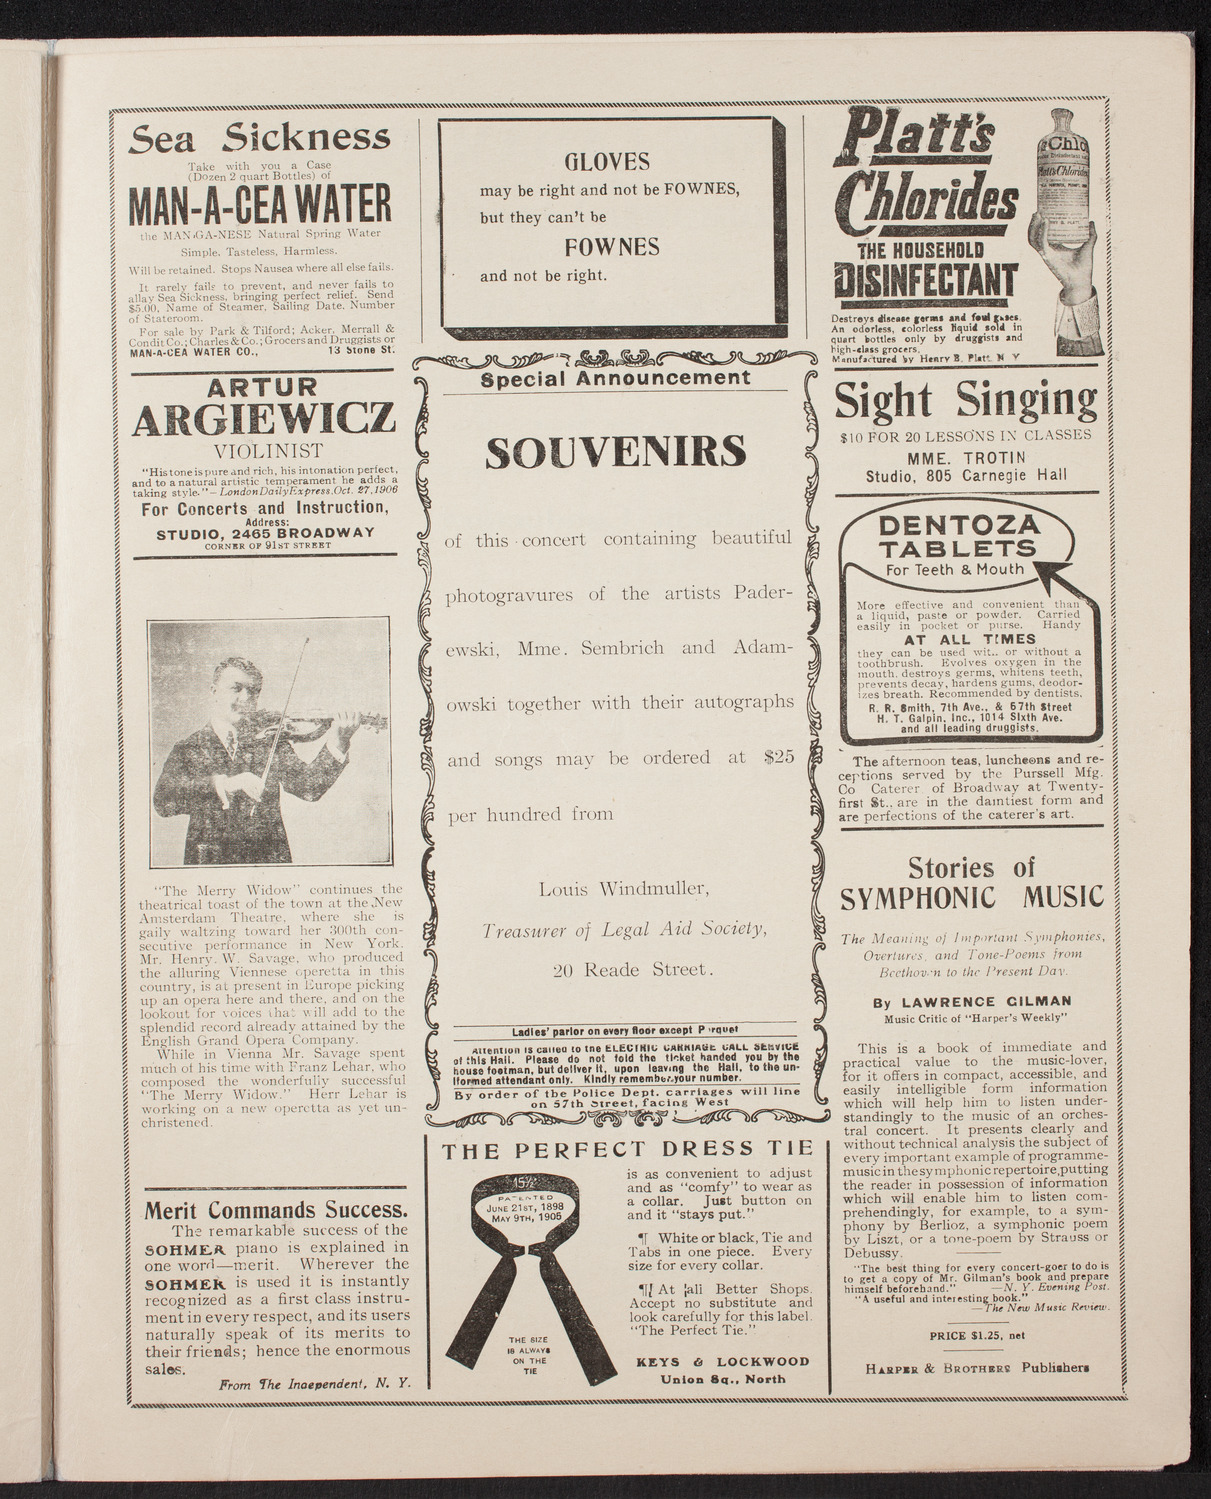 Sea Sickness
Take with you a Case
(Dozen 2 quart Bottles) of
MAN-A-CEA WATER
the MAN-GA-NESE Natural Spring Water
Simple, Tasteless, Harmless.
Will be retained. Stops Nausea where all else fails.
It rarely fails to prevent, and never fails to
allay Sea Sickness, bringing perfect relief. Send
$5.00, Name of Steamer, Sailing Date, Number
of Stateroom.
For sale by Park & Tilford; Acker, Merrall &
Condit Co.; Charles & Co.; Grocers and Druggists or
MAN-A-CEA WATER CO., 13 Stone St.
ARTUR
ARGIEWICZ
VIOLINIST
"His tone is pure and rich, his intonation perfect,
and to a natural artistic temperament he adds a
taking style."—London Daily Express, Oct. 27, 1906
For Concerts and Instruction,
Address:
STUDIO, 2465 BROADWAY
CORNER OF 91ST STREET
"The Merry Widow" continues the
theatrical toast of the town at the New
Amsterdam Theatre, where she is
gaily waltzing toward her 300th con-
secutive performance in New York.
Mr. Henry. W. Savage, who produced
the alluring Viennese operetta in this
country, is at present in Europe picking
up an opera here and there, and on the
lookout for voices that will add to the
splendid record already attained by the
English Grand Opera Company.
While in Vienna Mr. Savage spent
much of his time with Franz Lehar, who
composed the wonderfully successful
"The Merry Widow." Herr Lehar is
working on a new operetta as yet un-
christened.
Merit Commands Success.
The remarkable success of the
SOHMER piano is explained in
one word—merit. Wherever the
SOHMER is used it is instantly
recognized as a first class instru-
ment in every respect, and its users
naturally speak of its merits to
their friends; hence the enormous
sales.
From The Independent, N. Y.
GLOVES
may be right and not be FOWNES,
but they can't be
FOWNES
and not be right.
Special Announcement
SOUVENIRS
of this concert containing beautiful
photogravures of the artists Pader-
ewski, Mme. Sembrich and Adam-
owski together with their autographs
and songs may be ordered at $25
per hundred from
Louis Windmuller,
Treasurer of Legal Aid Society,
20 Reade Street.
Ladies' parlor on every floor except Parquet
Attention is called to the ELECTRIC CARRIAGE CALL SERVICE
of this Hall. Please do not fold the ticket handed you by the
house footman, but deliver it, upon leaving the Hall, to the un-
iformed attendant only. Kindly remember your number.
By order of the Police Dept. carriages will line
on 57th Street, facing West
THE PERFECT DRESS TIE
15½
PATENTED
JUNE 21ST, 1898
MAY 9TH, 1905
THE SIZE
IS ALWAYS
ON THE
TIE
is as convenient to adjust
and as "comfy" to wear as
a collar. Just button on
and it "stays put."
¶ White or black, Tie and
Tabs in one piece. Every
size for every collar.
¶ At all Better Shops.
Accept no substitute and
look carefully for this label.
"The Perfect Tie."
KEYS & LOCKWOOD
Union Sq., North
Platt's
Chlorides
THE HOUSEHOLD
DISINFECTANT
Destroys disease germs and foul gases.
An odorless, colorless liquid sold in
quart bottles only by druggists and
high-class grocers.
Manufactured by Henry B. Platt, N Y
Platt's Chlorides
Sight Singing
$10 FOR 20 LESSONS IN CLASSES
MME. TROTIN
Studio, 805 Carnegie Hall
DENTOZA
TABLETS
For Teeth & Mouth
More effective and convenient than
a liquid, paste or powder. Carried
easily in pocket or purse. Handy
AT ALL TIMES
they can be used with or without a
toothbrush. Evolves oxygen in the
mouth, destroys germs, whitens teeth,
prevents decay, hardens gums, deodor-
izes breath. Recommended by dentists.
R. R. Smith, 7th Ave., & 57th Street
H. T. Galpin, Inc., 1014 Sixth Ave.
and all leading druggists.
The afternoon teas, luncheons and re-
ceptions served by the Purssell Mfg.
Co Caterer of Broadway at Twenty-
first St., are in the daintiest form and
are perfections of the caterer's art.
Stories of
SYMPHONIC MUSIC
The Meaning of Important Symphonies,
Overtures, and Tone-Poems from
Beethoven to the Present Day.
By LAWRENCE GILMAN
Music Critic of "Harper's Weekly"
This is a book of immediate and
practical value to the music-lover,
for it offers in compact, accessible, and
easily intelligible form information
which will help him to listen under-
standingly to the music of an orches-
tral concert. It presents clearly and
without technical analysis the subject of
every important example of programme-
music in the symphonic repertoire, putting
the reader in possession of information
which will enable him to listen com-
prehendingly, for example, to a sym-
phony by Berlioz, a symphonic poem
by Liszt, or a tone-poem by Strauss or
Debussy.
"The best thing for every concert-goer to do is
to get a copy of Mr. Gilman's book and prepare
himself beforehand." —N. Y. Evening Post.
"A useful and interesting book."
—The New Music Review.
PRICE $1.25, net
HARPER & BROTHERS Publishers